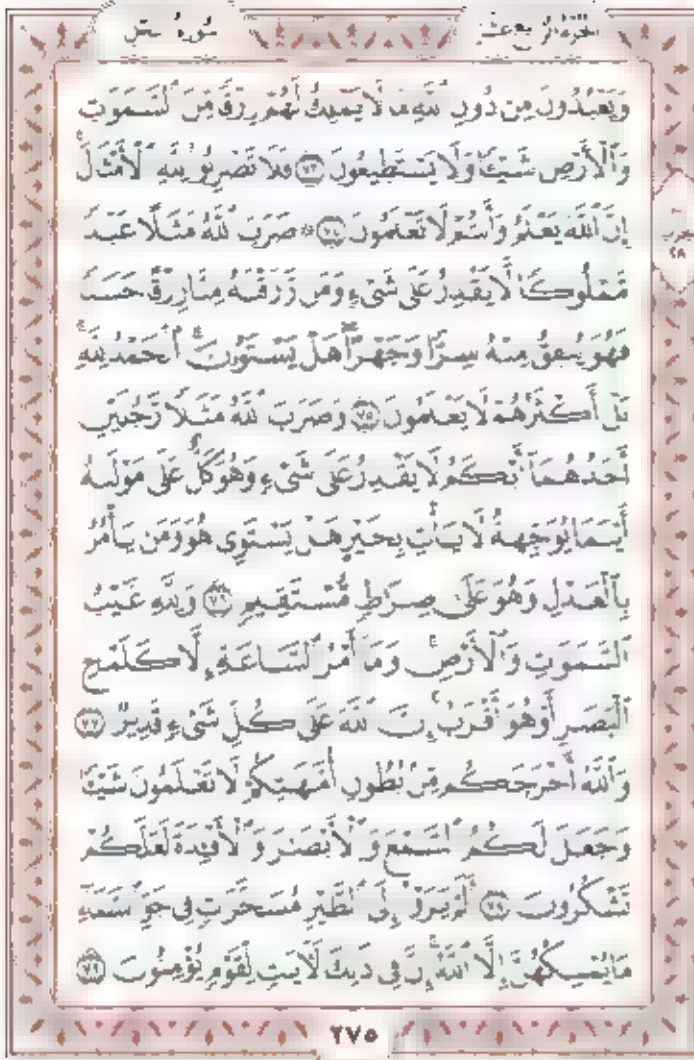 سورة النحل الجزء الرابع عشر
وَيَعْبُدُونَ مِن دُونِ ٱللَّهِ مَا لَا يَمْلِكُ لَهُمْ رِزْقًا مِّنَ ٱلسَّمَٰوَٰتِ
وَٱلْأَرْضِ شَيْـًٔا وَلَا يَسْتَطِيعُونَ ٧٣ فَلَا تَضْرِبُوا۟ لِلَّهِ ٱلْأَمْثَالَ ۚ
إِنَّ ٱللَّهَ يَعْلَمُ وَأَنتُمْ لَا تَعْلَمُونَ ٧٤ ۞ ضَرَبَ ٱللَّهُ مَثَلًا عَبْدًا
مَّمْلُوكًا لَّا يَقْدِرُ عَلَىٰ شَىْءٍ وَمَن رَّزَقْنَٰهُ مِنَّا رِزْقًا حَسَنًا
فَهُوَ يُنفِقُ مِنْهُ سِرًّا وَجَهْرًا ۖ هَلْ يَسْتَوُۥنَ ۚ ٱلْحَمْدُ لِلَّهِ ۚ
بَلْ أَكْثَرُهُمْ لَا يَعْلَمُونَ ٧٥ وَضَرَبَ ٱللَّهُ مَثَلًا رَّجُلَيْنِ
أَحَدُهُمَآ أَبْكَمُ لَا يَقْدِرُ عَلَىٰ شَىْءٍ وَهُوَ كَلٌّ عَلَىٰ مَوْلَىٰهُ
أَيْنَمَا يُوَجِّههُّ لَا يَأْتِ بِخَيْرٍ ۖ هَلْ يَسْتَوِى هُوَ وَمَن يَأْمُرُ
بِٱلْعَدْلِ ۙ وَهُوَ عَلَىٰ صِرَٰطٍ مُّسْتَقِيمٍ ٧٦ وَلِلَّهِ غَيْبُ
ٱلسَّمَٰوَٰتِ وَٱلْأَرْضِ ۚ وَمَآ أَمْرُ ٱلسَّاعَةِ إِلَّا كَلَمْحِ
ٱلْبَصَرِ أَوْ هُوَ أَقْرَبُ ۚ إِنَّ ٱللَّهَ عَلَىٰ كُلِّ شَىْءٍ قَدِيرٌ ٧٧
وَٱللَّهُ أَخْرَجَكُم مِّنۢ بُطُونِ أُمَّهَٰتِكُمْ لَا تَعْلَمُونَ شَيْـًٔا
وَجَعَلَ لَكُمُ ٱلسَّمْعَ وَٱلْأَبْصَٰرَ وَٱلْأَفْـِٔدَةَ ۙ لَعَلَّكُمْ
تَشْكُرُونَ ٧٨ أَلَمْ يَرَوْا۟ إِلَى ٱلطَّيْرِ مُسَخَّرَٰتٍ فِى جَوِّ ٱلسَّمَآءِ
مَا يُمْسِكُهُنَّ إِلَّا ٱللَّهُ ۗ إِنَّ فِى ذَٰلِكَ لَءَايَٰتٍ لِّقَوْمٍ يُؤْمِنُونَ ٧٩
٢٧٥